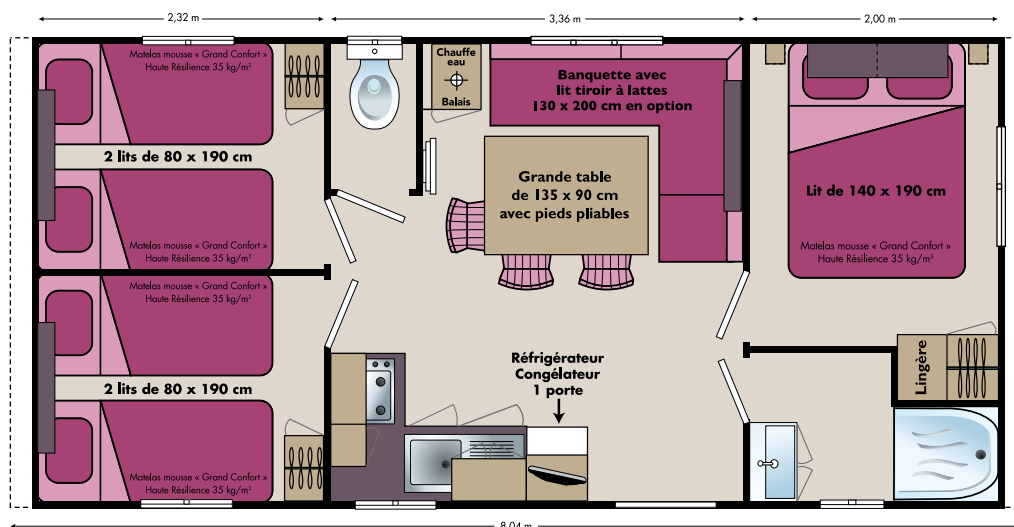 2,32 m
3,36 m
2,00 m
Matelas mousse « Grand Confort »
Haute Résilience 35 kg/m³
2 lits de 80 x 190 cm
Matelas mousse « Grand Confort »
Haute Résilience 35 kg/m³
Chauffe
eau
Balais
Banquette avec
lit tiroir à lattes
130 x 200 cm en option
Grande table
de 135 x 90 cm
avec pieds pliables
Lit de 140 x 190 cm
Matelas mousse « Grand Confort »
Haute Résilience 35 kg/m³
Matelas mousse « Grand Confort »
Haute Résilience 35 kg/m³
2 lits de 80 x 190 cm
Matelas mousse « Grand Confort »
Haute Résilience 35 kg/m³
Réfrigérateur
Congélateur
1 porte
Lingère
8,04 m